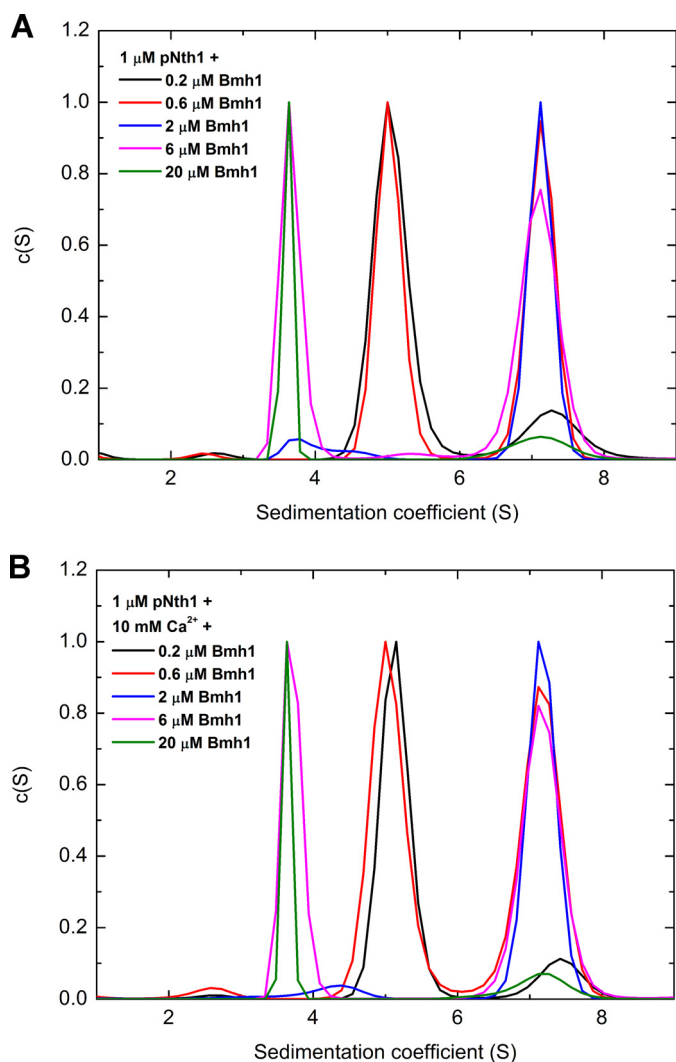 A
1.2
1 μM pNth1 +
0.2 μM Bmh1
1.0
0.6 μM Bmh1
2 μM Bmh1
6 μM Bmh1
0.8
20 μM Bmh1
c(S)
0.6
0.4
0.2
0.0
2 4 6 8
Sedimentation coefficient (S)
B
1.2
1 μM pNth1 +
10 mM Ca²⁺ +
1.0
0.2 μM Bmh1
0.6 μM Bmh1
2 μM Bmh1
0.8
6 μM Bmh1
20 μM Bmh1
c(S)
0.6
0.4
0.2
0.0
2 4 6 8
Sedimentation coefficient (S)